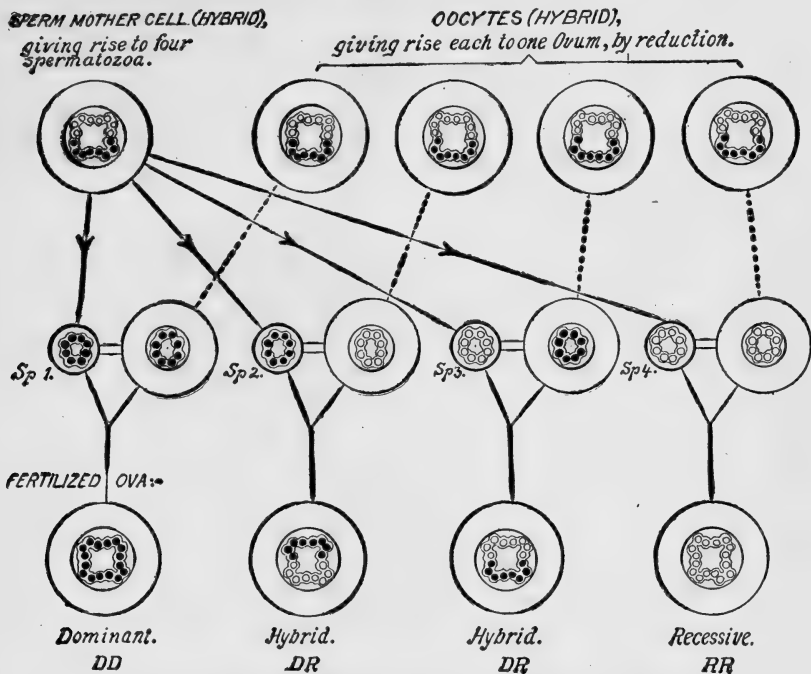 SPERM MOTHER CELL.(HYBRID),
giving rise to four
spermatozoa.
OOCYTES (HYBRID),
giving rise each to one Ovum, by reduction.
Sp 1.
Sp 2.
Sp 3.
Sp 4.
FERTILIZED OVA:-
Dominant.
DD
Hybrid.
DR
Hybrid.
DR
Recessive.
RR